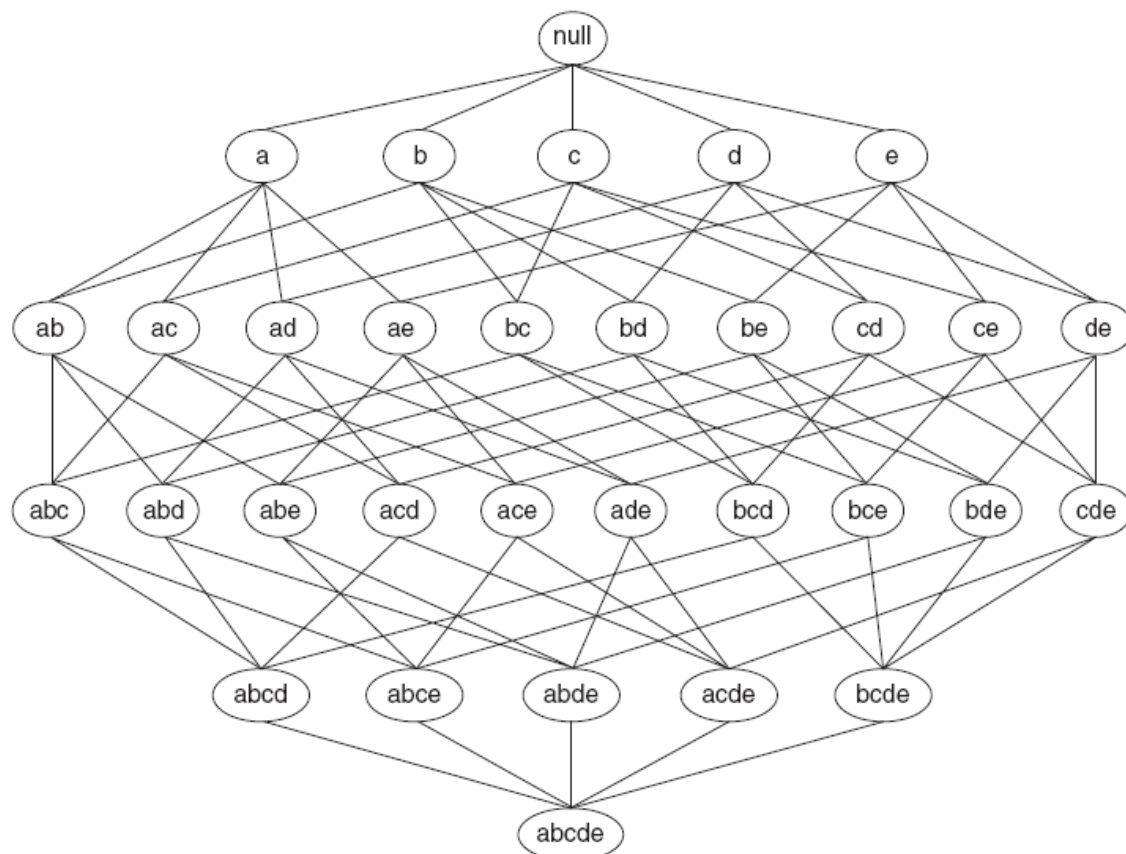 null
a b c d e
ab ac ad ae bc bd be cd ce de
abc abd abe acd ace ade bcd bce bde cde
abcd abce abde acde bcde
abcde